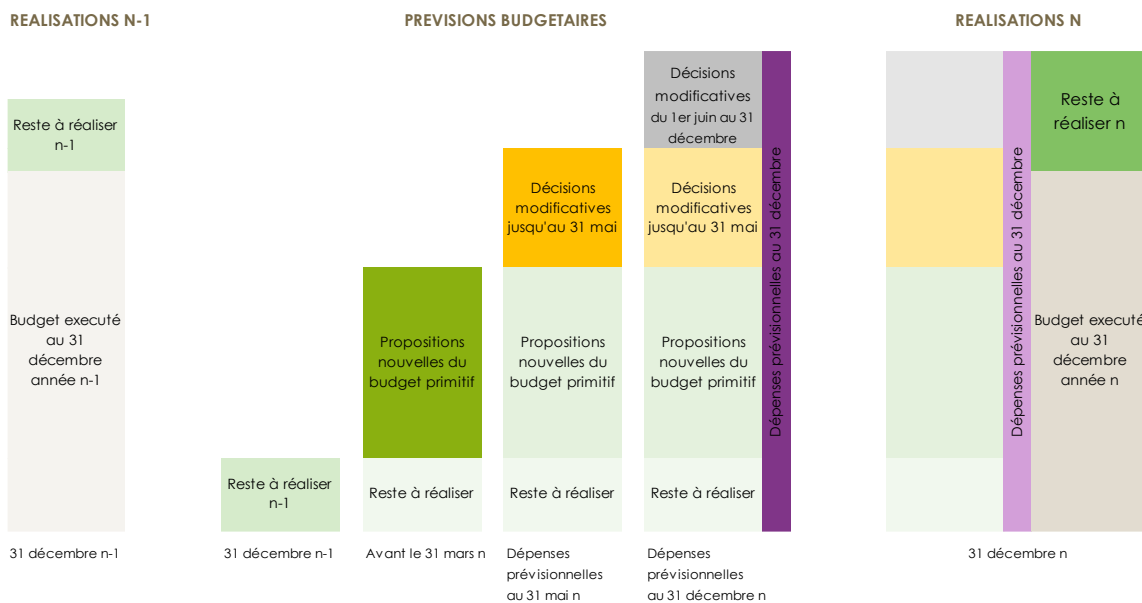 REALISATIONS N-1
PREVISIONS BUDGETAIRES
REALISATIONS N
Reste à réaliser
n-1
Budget executé
au 31
décembre
année n-1
31 décembre n-1
Reste à réaliser
n-1
31 décembre n-1
Propositions
nouvelles du
budget primitif
Reste à réaliser
Avant le 31 mars n
Décisions
modificatives
jusqu'au 31 mai
Propositions
nouvelles du
budget primitif
Reste à réaliser
Dépenses
prévisionnelles
au 31 mai n
Décisions
modificatives
du 1er juin au 31
décembre
Décisions
modificatives
jusqu'au 31 mai
Propositions
nouvelles du
budget primitif
Reste à réaliser
Dépenses
prévisionnelles
au 31 décembre n
Dépenses prévisionnelles au 31 décembre
Dépenses prévisionnelles au 31 décembre
Reste à
réaliser n
Budget executé
au 31
décembre
année n
31 décembre n